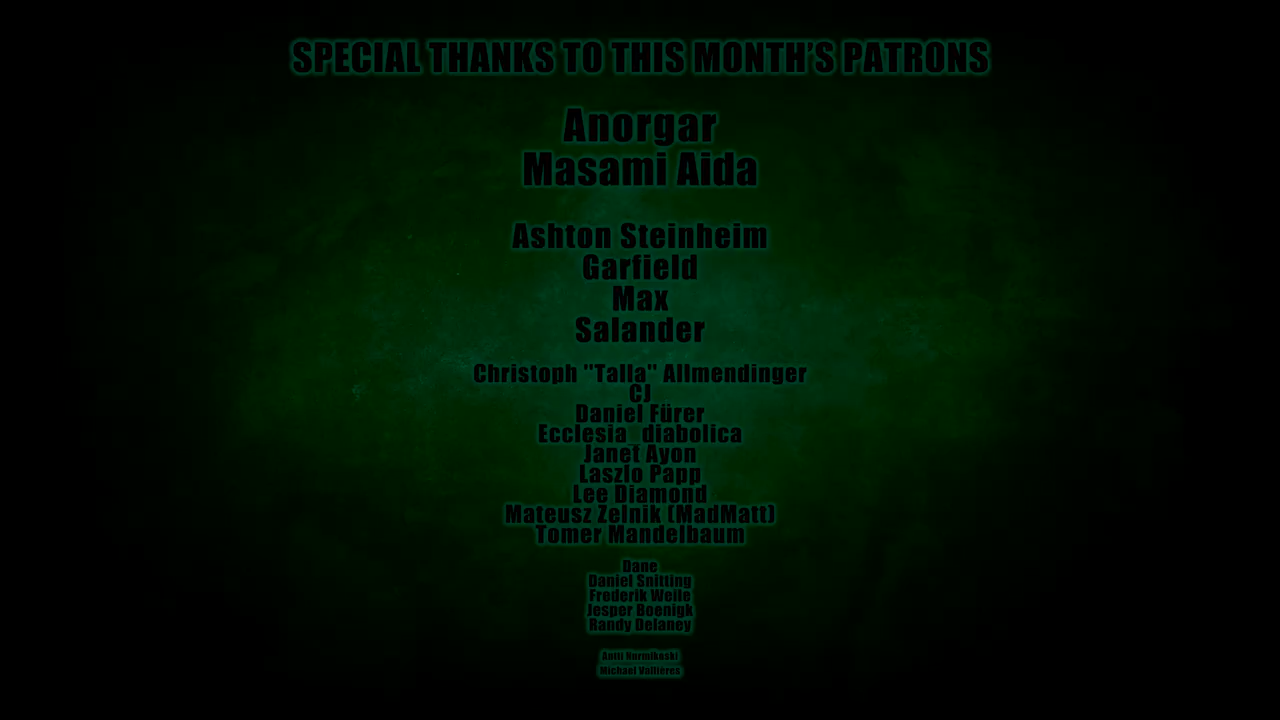 SPECIAL THANKS TO THIS MONTH'S PATRONS
Anorgar
Masami Aida
Ashton Steinheim
Garfield
Max
Salander
Christoph "Talla" Allmendinger
CJ
Daniel Fürer
Ecclesia_diabolica
Janet Ayon
Laszlo Papp
Lee Diamond
Mateusz Zelnik (MadMatt)
Tomer Mandelbaum
Dane
Daniel Snitting
Frederik Weile
Jesper Boenigk
Randy Delaney
Antti Nurmikoski
Michael Vallieres